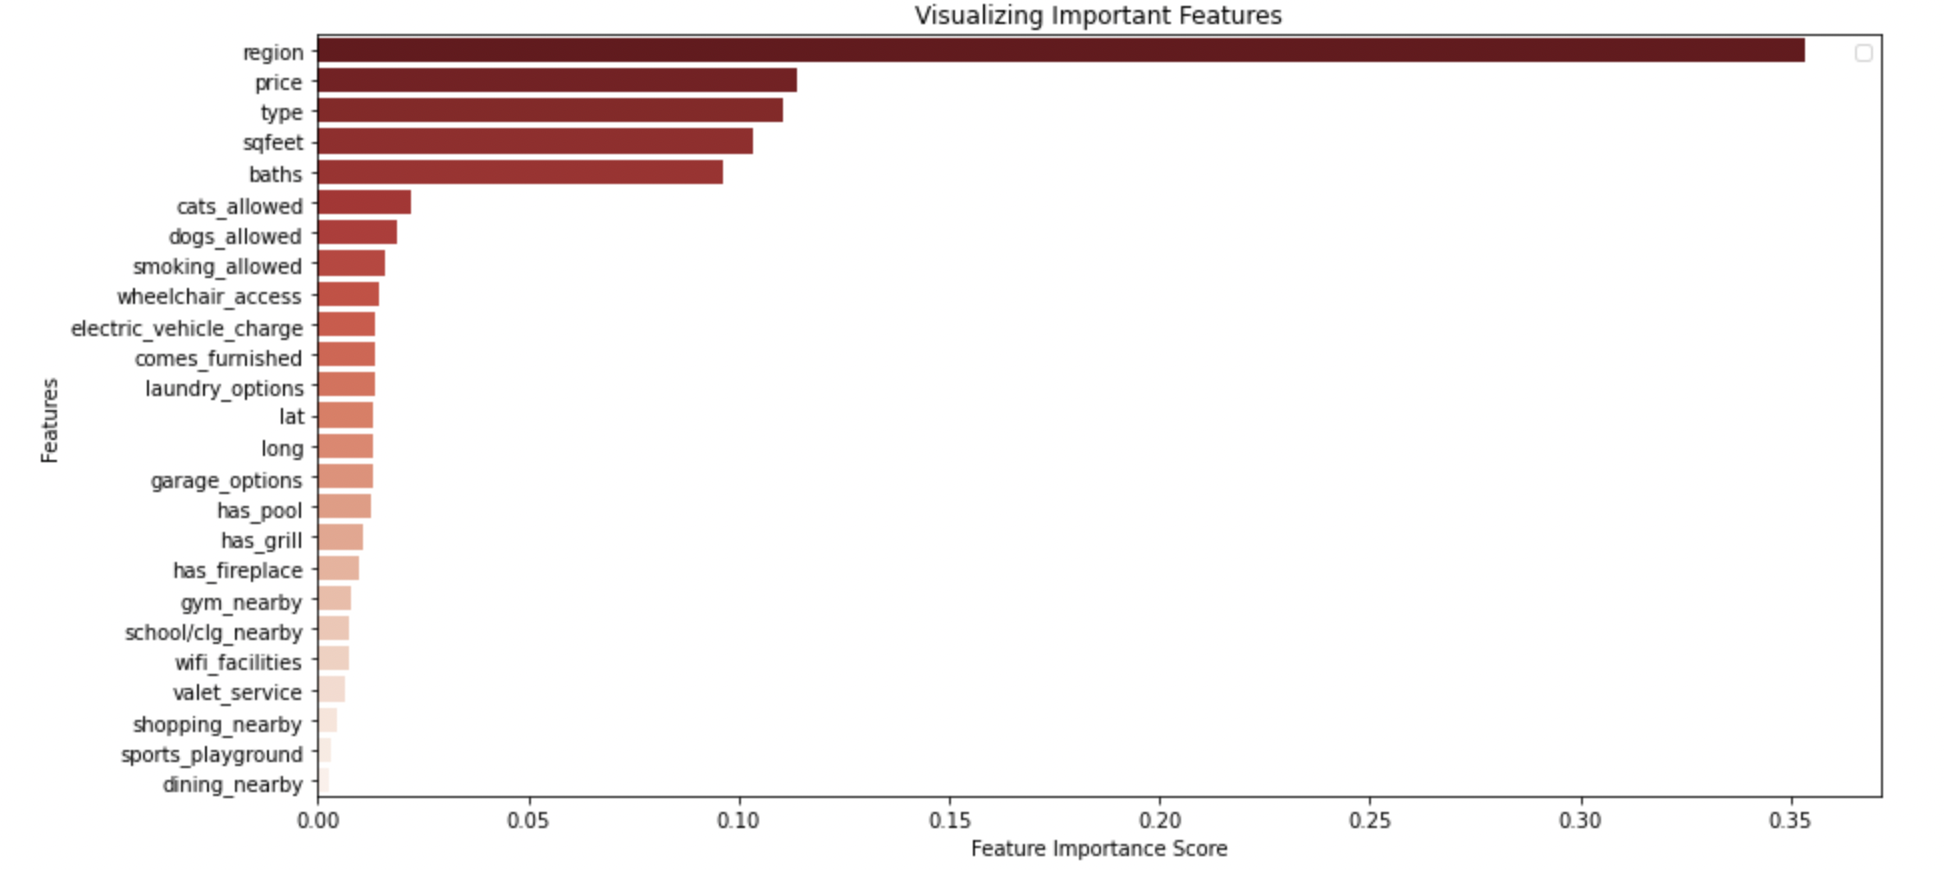 Visualizing Important Features
region
price
type
sqfeet
baths
cats_allowed
dogs_allowed
smoking_allowed
wheelchair_access
electric_vehicle_charge
comes_furnished
laundry_options
lat
long
garage_options
has_pool
has_grill
has_fireplace
gym_nearby
school/clg_nearby
wifi_facilities
valet_service
shopping_nearby
sports_playground
dining_nearby
Features
0.00 0.05 0.10 0.15 0.20 0.25 0.30 0.35
Feature Importance Score